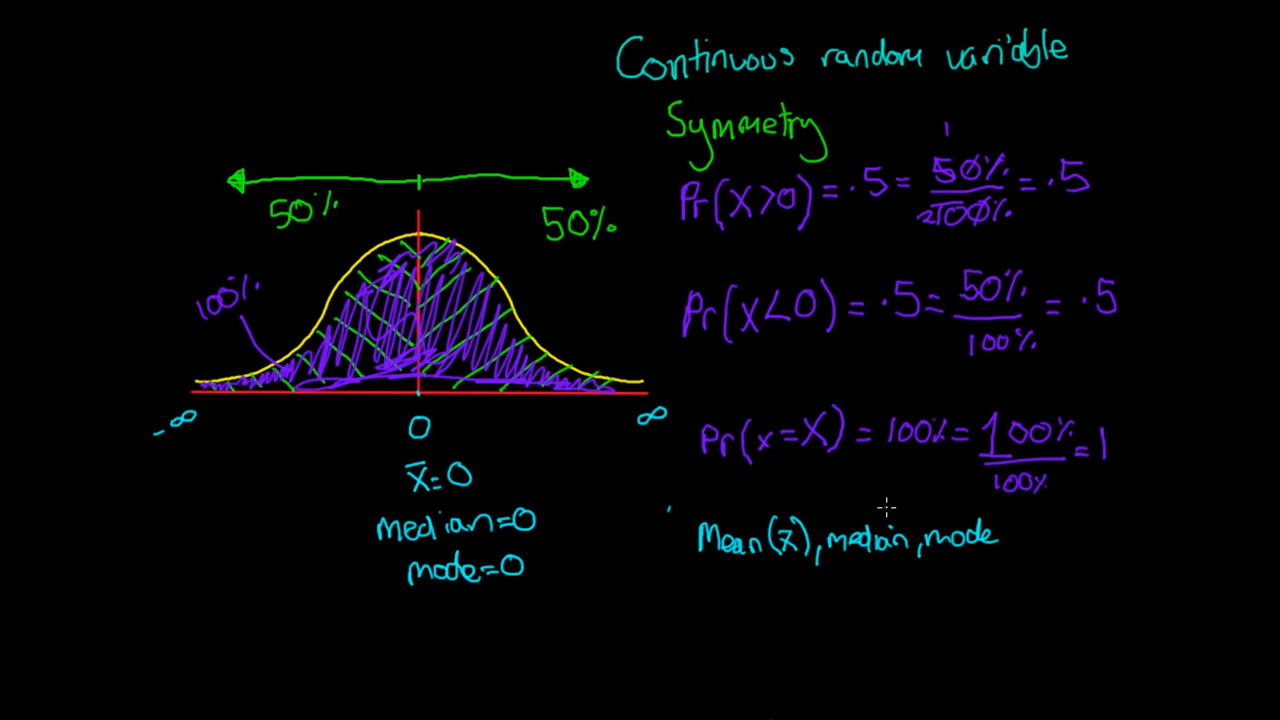 Continuous random variable
Symmetry
Pr(X>0) = .5 = 50%/100% = .5
50%
50%
100%
Pr(x<0) = .5 = 50%/100% = .5
-∞
∞
0
Pr(x=X) = 100% = 100%/100% = 1
x̄=0
median=0
mode=0
Mean(x̄), median, mode